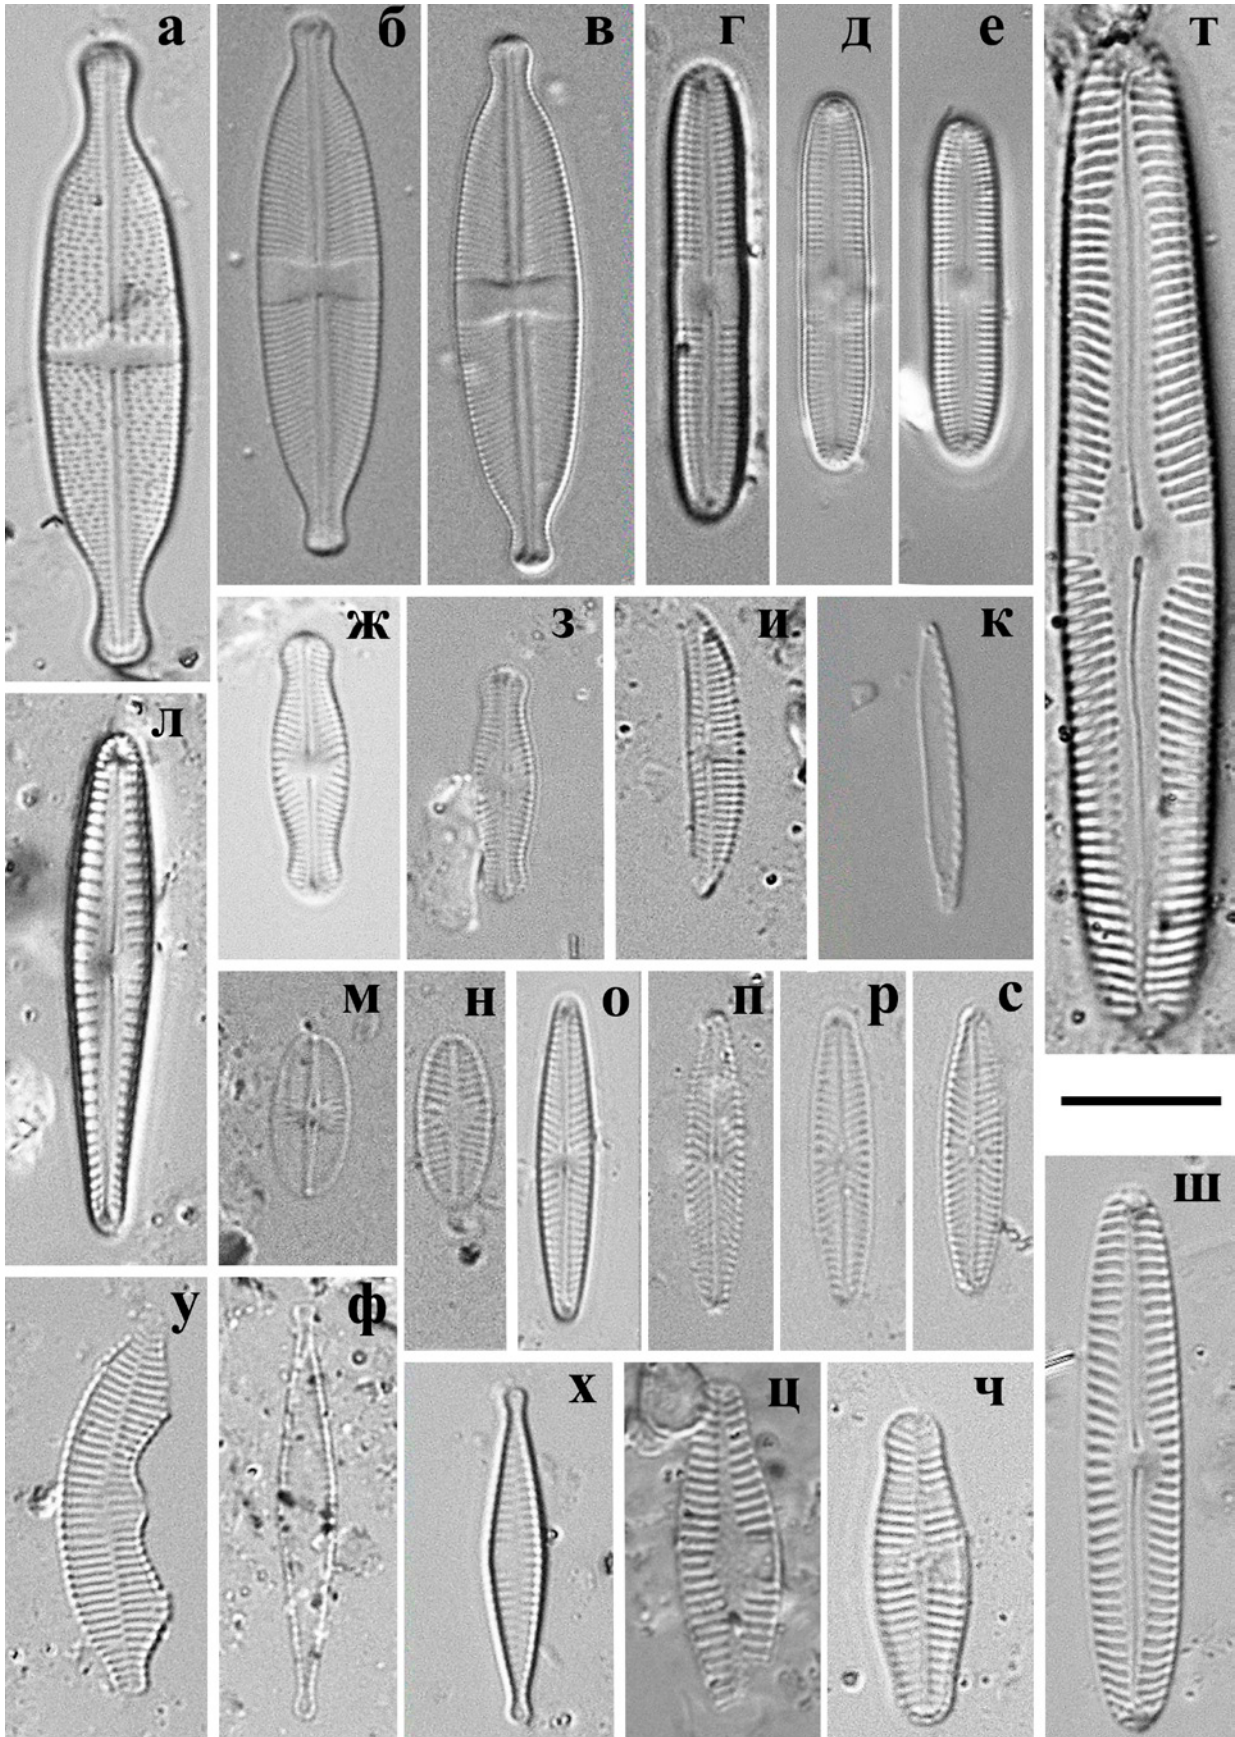 а б в г д е т
ж з и к
л
м н о п р с
ш
у ф
х ц ч